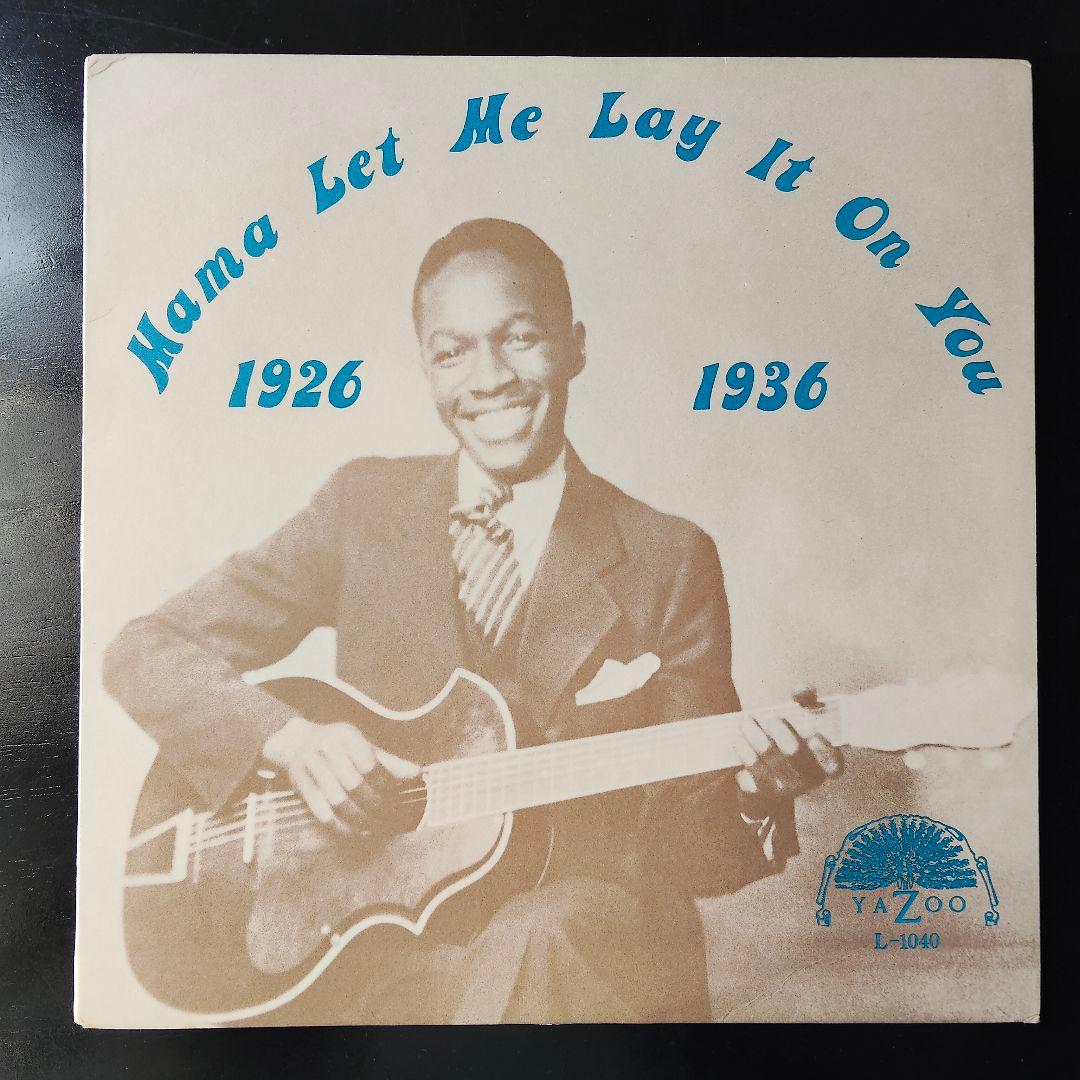 Mama Let Me Lay It On You
1926 1936
YAZOO
L-1040